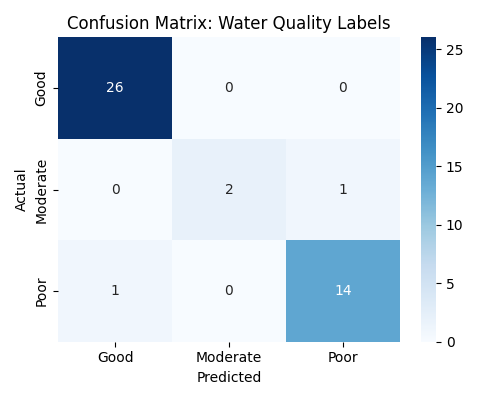 Confusion Matrix: Water Quality Labels
Actual
Good
26
0
0
Moderate
0
2
1
Poor
1
0
14
Good
Moderate
Poor
Predicted
25
20
15
10
5
0